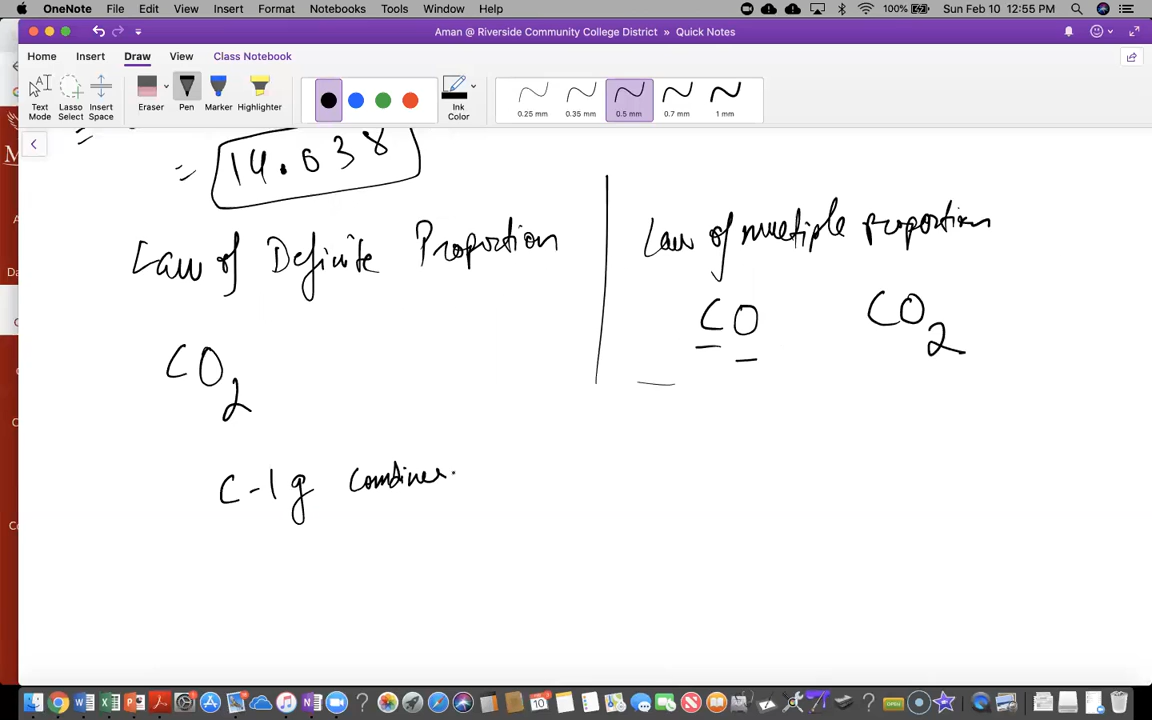 OneNote File Edit View Insert Format Notebooks Tools Window Help 100% Sun Feb 10 12:55 PM
Aman @ Riverside Community College District » Quick Notes
Home Insert Draw View Class Notebook
Text Mode Lasso Select Insert Space Eraser Pen Marker Highlighter Ink Color 0.25 mm 0.35 mm 0.5 mm 0.7 mm 1 mm
= 14.038
Law of Definite Proportion
CO2
C-1g combines
Law of multiple proportions
CO CO2